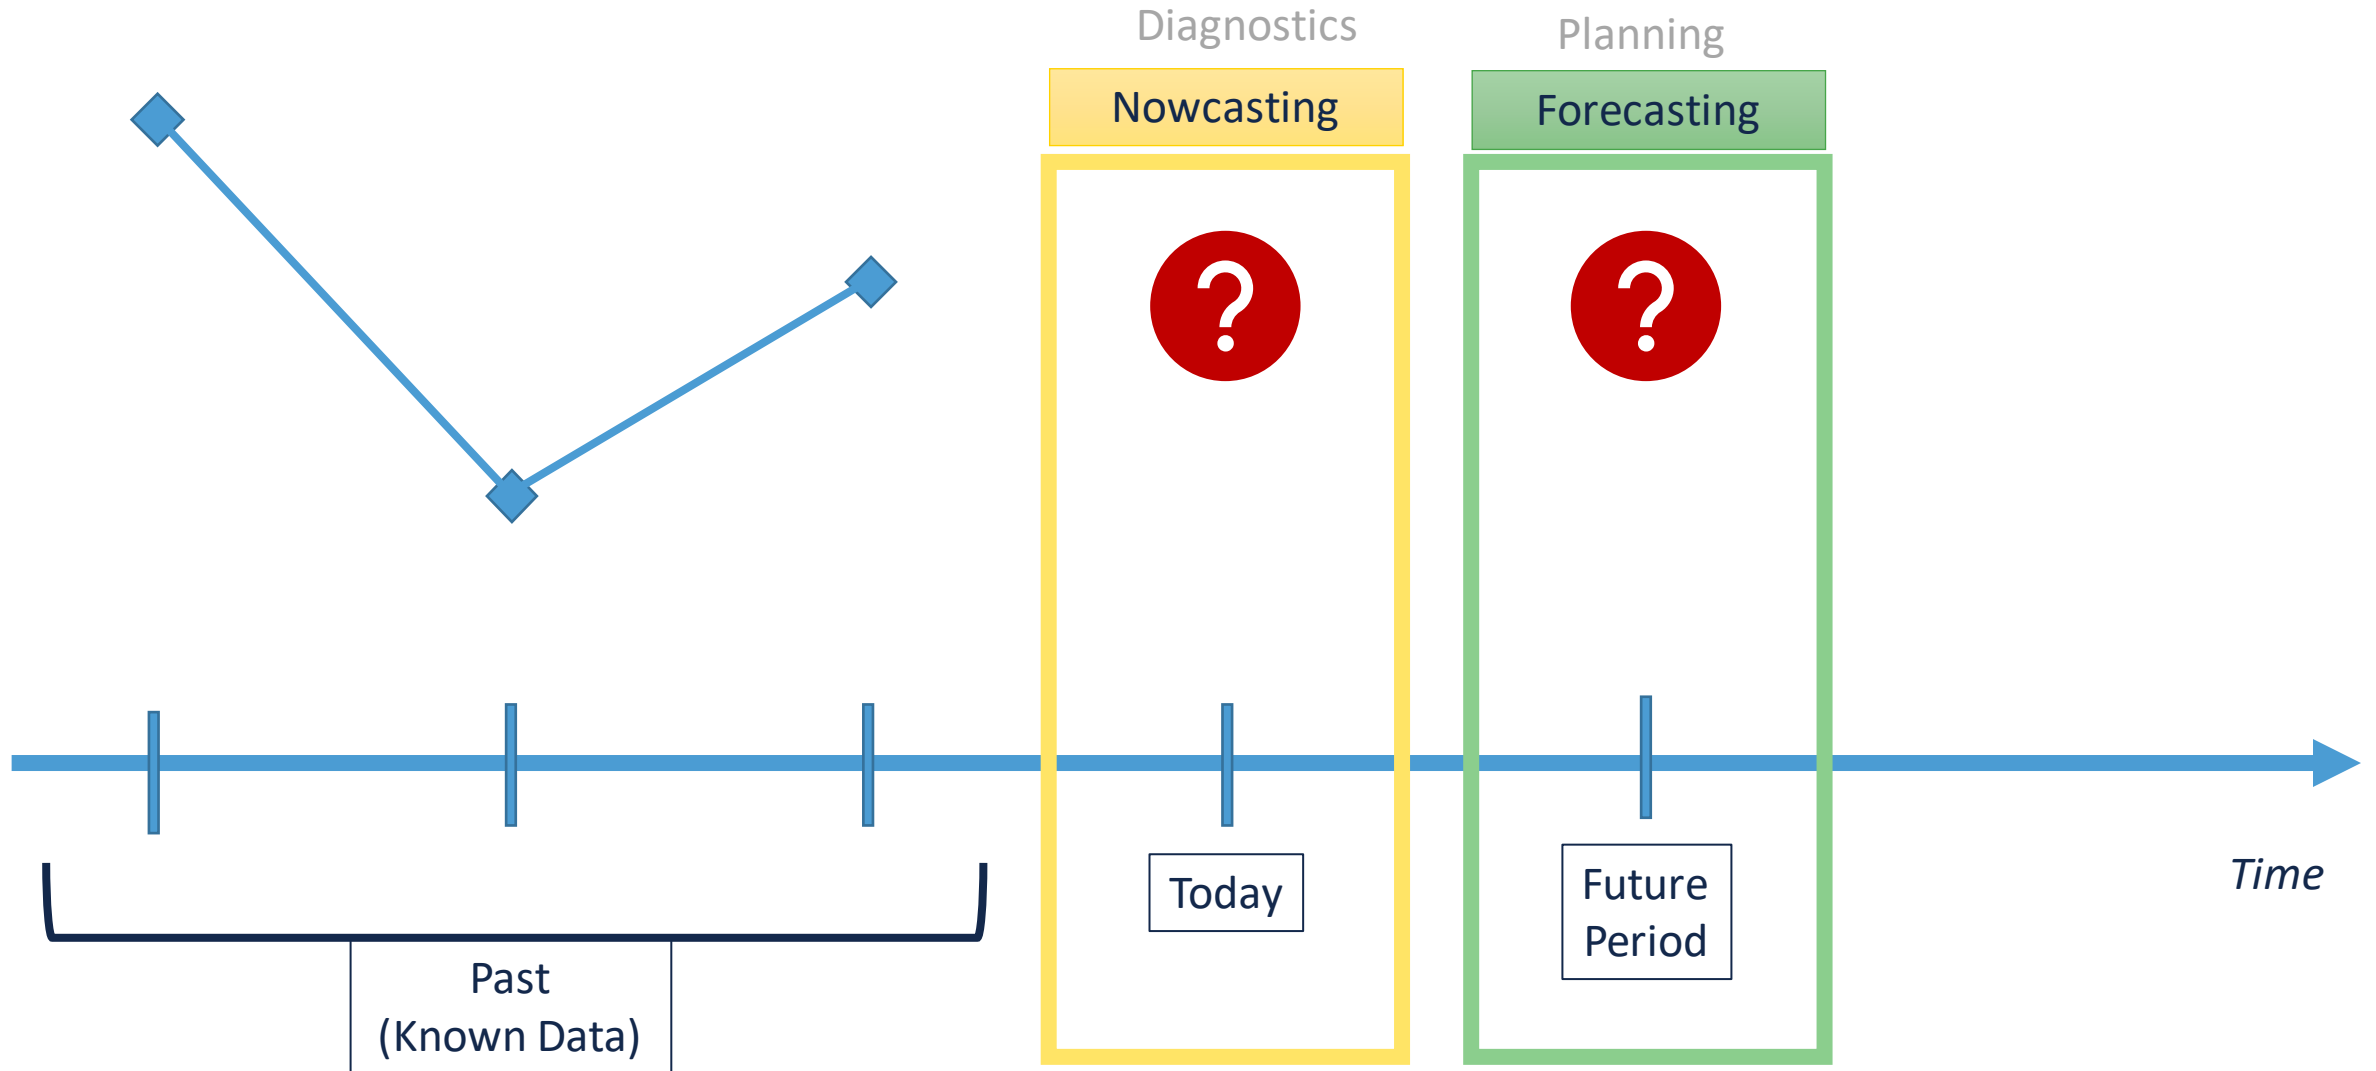 Diagnostics
Planning
Nowcasting
Forecasting
?
?
Today
Future
Period
Time
Past
(Known Data)